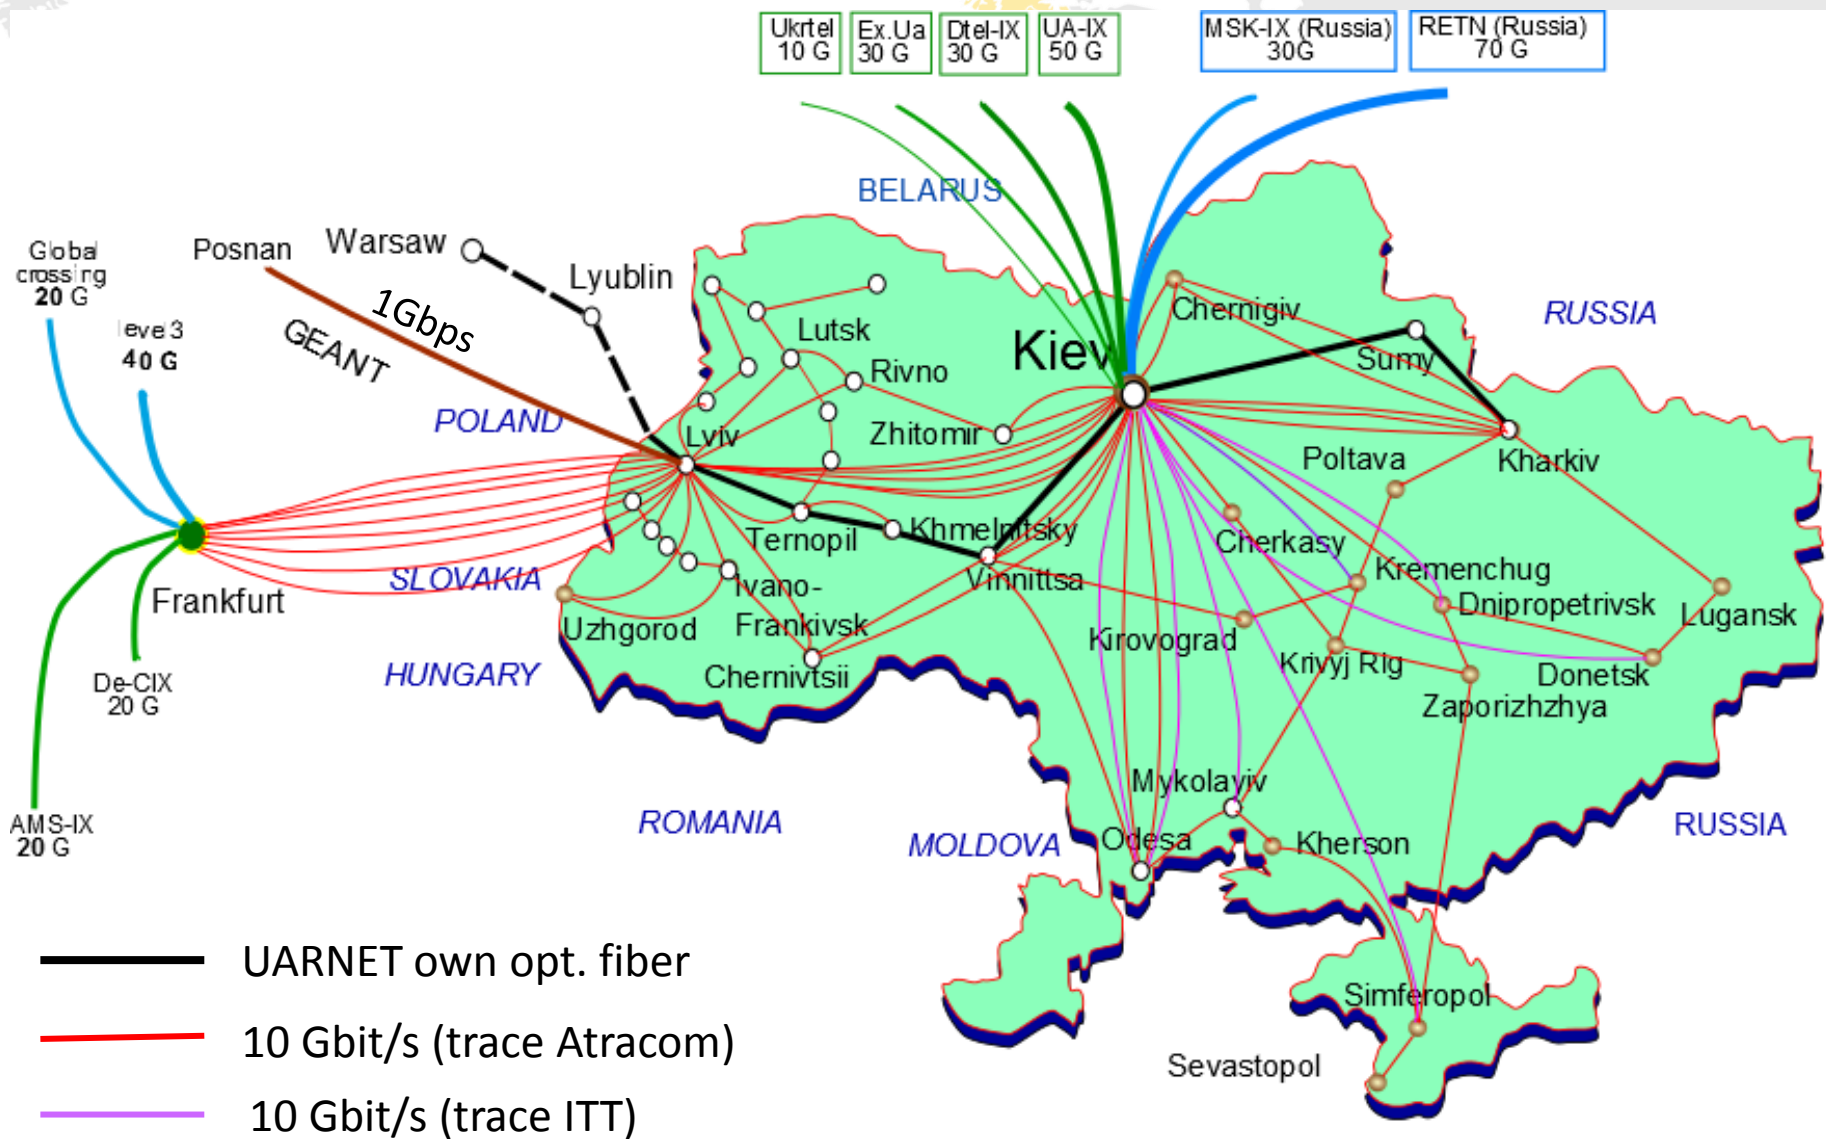 Ukrtel
10 G
Ex.Ua
30 G
Dtel-IX
30 G
UA-IX
50 G
MSK-IX (Russia)
30G
RETN (Russia)
70 G
BELARUS
Global
crossing
20 G
level 3
40 G
Posnan
Warsaw
Lyublin
1Gbps
GEANT
POLAND
Lutsk
Rivno
Kiev
Chernigiv
Sumy
RUSSIA
Lviv
Zhitomir
Poltava
Kharkiv
Ternopil
Khmelnitsky
Vinnittsa
Cherkasy
Kremenchug
Dnipropetrivsk
Lugansk
SLOVAKIA
Frankfurt
Ivano-
Frankivsk
Uzhgorod
Chernivtsii
Kirovograd
Krivyj Rig
Donetsk
Zaporizhzhya
HUNGARY
De-CIX
20 G
AMS-IX
20 G
ROMANIA
MOLDOVA
Mykolayiv
Odesa
Kherson
RUSSIA
Simferopol
Sevastopol
UARNET own opt. fiber
10 Gbit/s (trace Atracom)
10 Gbit/s (trace ITT)